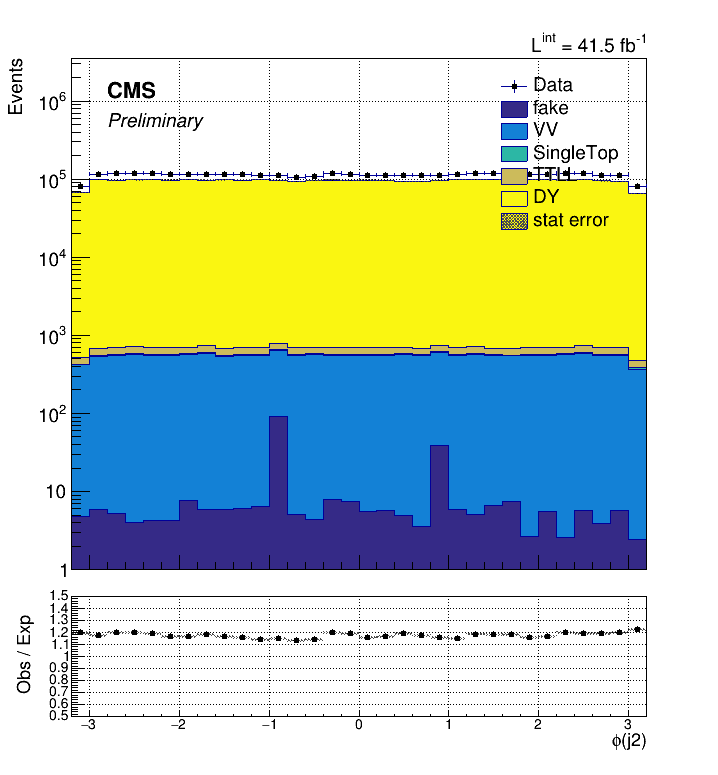 L^int = 41.5 fb^-1
Events
CMS
Preliminary
Data
fake
VV
SingleTop
TTLL
DY
stat error
10^6
10^5
10^4
10^3
10^2
10
1
Obs / Exp
1.5
1.4
1.3
1.2
1.1
1
0.9
0.8
0.7
0.6
0.5
−3 −2 −1 0 1 2 3
ϕ(j2)